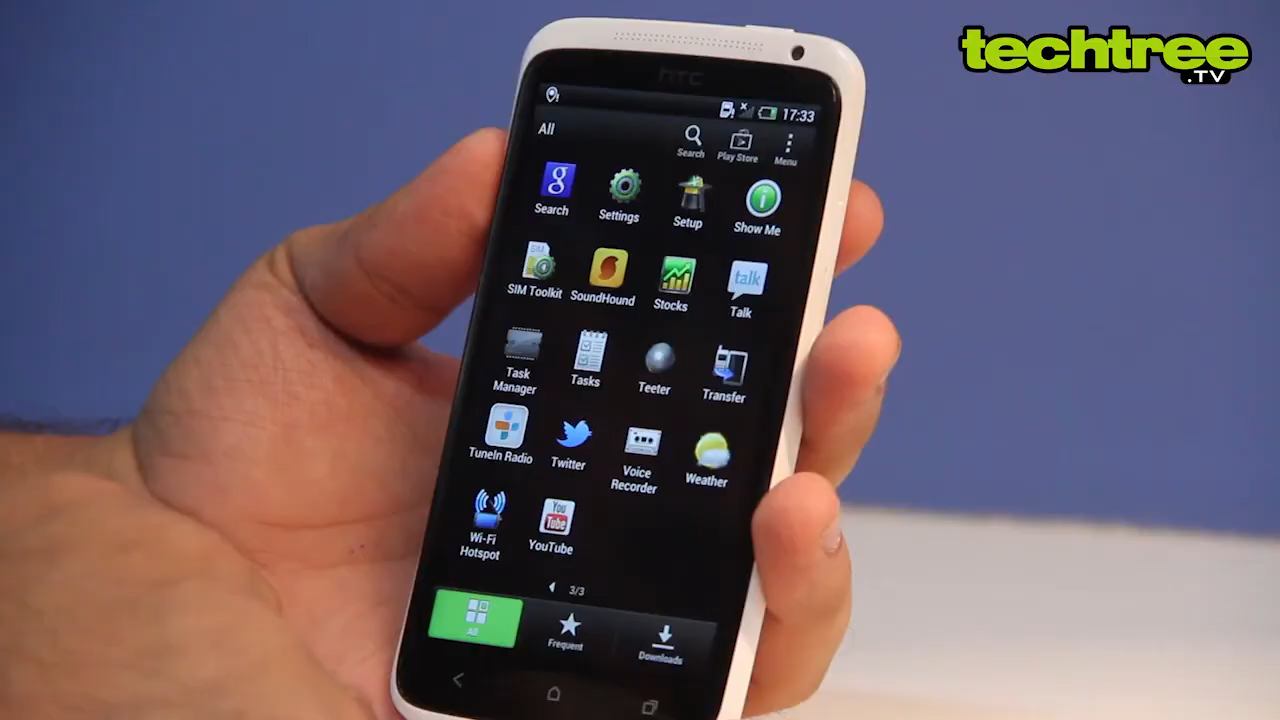 techtree
.TV
hTC
17:33
All
Search
Play Store
Menu
g
Search
Settings
Setup
Show Me
SIM
SIM Toolkit
SoundHound
Stocks
talk
Talk
Task
Manager
Tasks
Teeter
Transfer
TuneIn Radio
Twitter
Voice
Recorder
Weather
Wi-Fi
Hotspot
You
Tube
YouTube
3/3
All
Frequent
Downloads